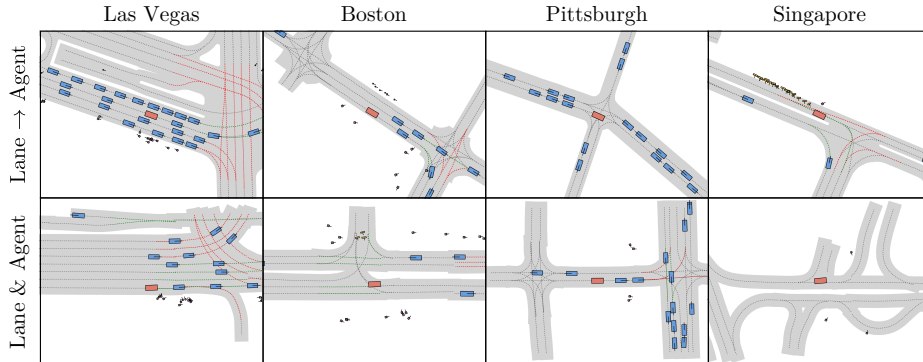 Las Vegas Boston Pittsburgh Singapore
Lane → Agent
Lane & Agent